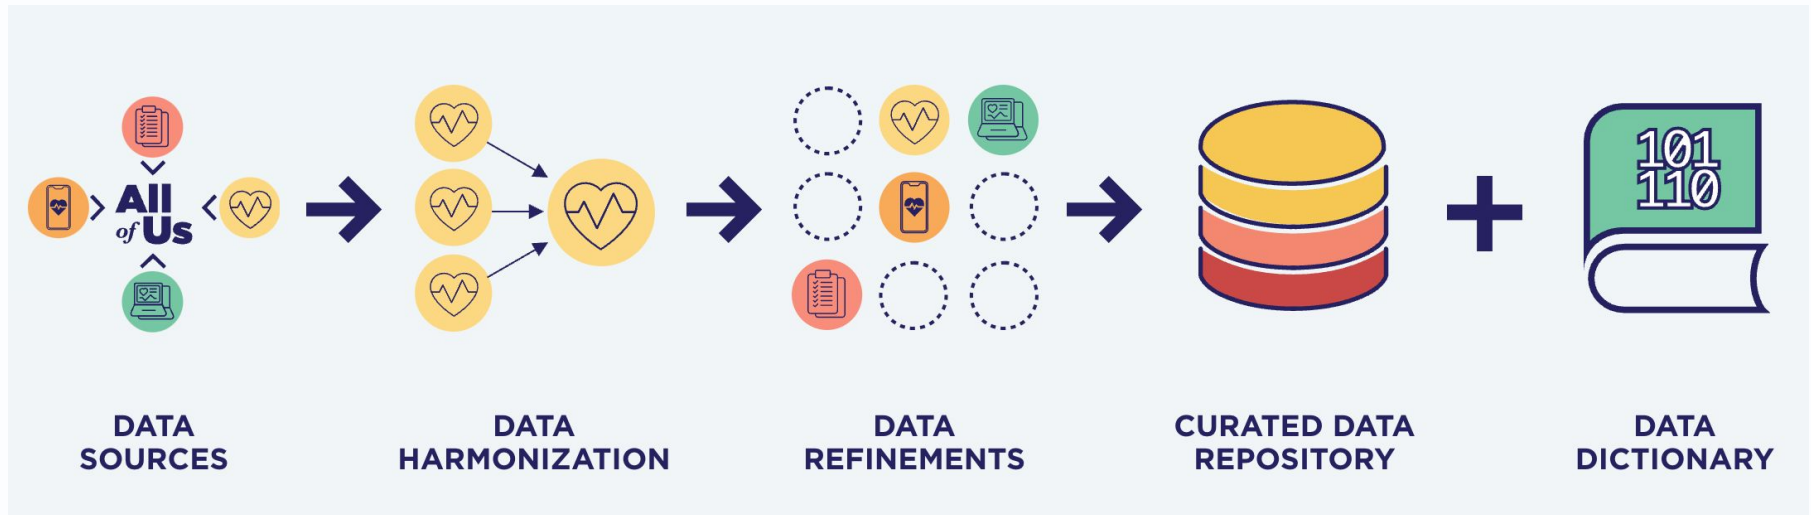 All
of Us
101
110
DATA
SOURCES
DATA
HARMONIZATION
DATA
REFINEMENTS
CURATED DATA
REPOSITORY
DATA
DICTIONARY